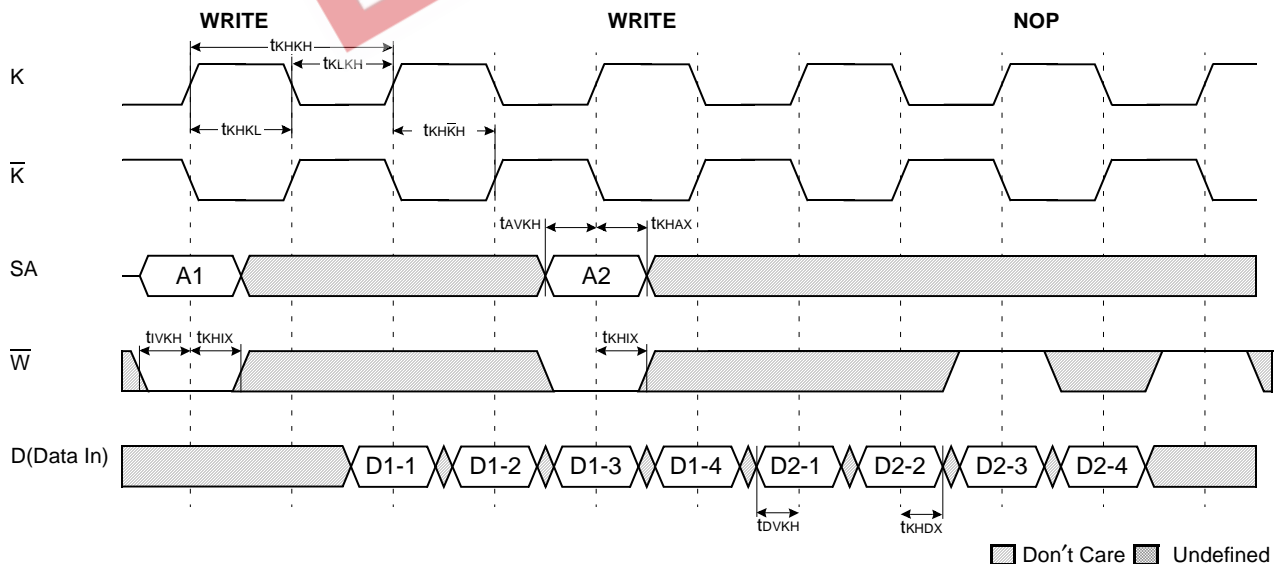 WRITE WRITE NOP
tKHKH
tKLKH
K
tKHKL tKHK̅H
K̅
tAVKH tKHAX
SA A1 A2
tIVKH tKHIX tKHIX
W̅
D(Data In) D1-1 D1-2 D1-3 D1-4 D2-1 D2-2 D2-3 D2-4
tDVKH tKHDX
Don′t Care Undefined